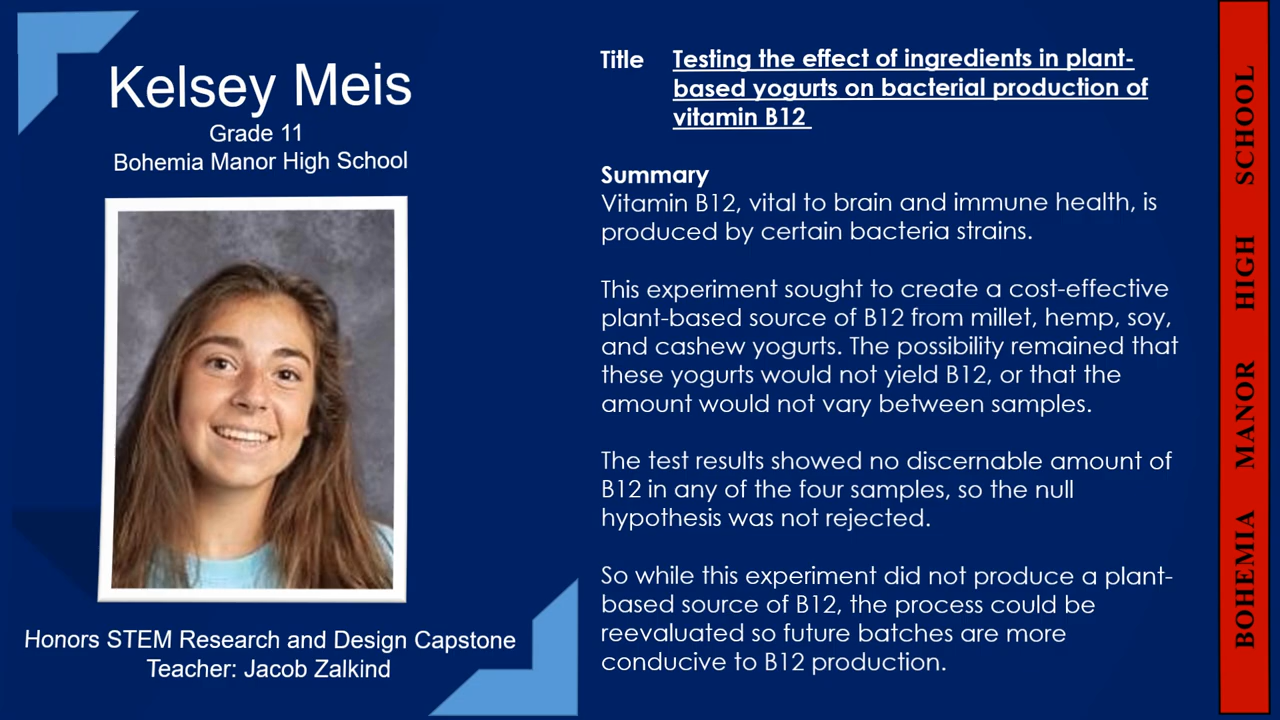 Kelsey Meis
Grade 11
Bohemia Manor High School
Honors STEM Research and Design Capstone
Teacher: Jacob Zalkind
Title Testing the effect of ingredients in plant-
based yogurts on bacterial production of
vitamin B12
Summary
Vitamin B12, vital to brain and immune health, is
produced by certain bacteria strains.
This experiment sought to create a cost-effective
plant-based source of B12 from millet, hemp, soy,
and cashew yogurts. The possibility remained that
these yogurts would not yield B12, or that the
amount would not vary between samples.
The test results showed no discernable amount of
B12 in any of the four samples, so the null
hypothesis was not rejected.
So while this experiment did not produce a plant-
based source of B12, the process could be
reevaluated so future batches are more
conducive to B12 production.
BOHEMIA MANOR HIGH SCHOOL